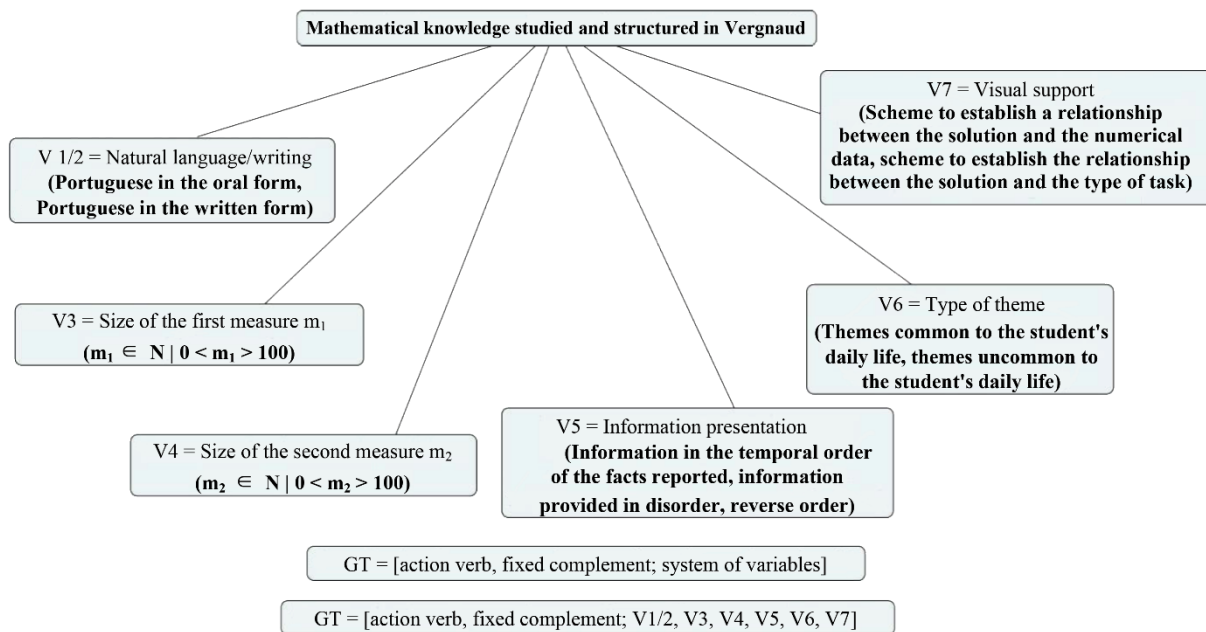 Mathematical knowledge studied and structured in Vergnaud
V 1/2 = Natural language/writing
(Portuguese in the oral form,
Portuguese in the written form)
V3 = Size of the first measure m₁
(m₁ ∈ N | 0 < m₁ > 100)
V4 = Size of the second measure m₂
(m₂ ∈ N | 0 < m₂ > 100)
V5 = Information presentation
(Information in the temporal order
of the facts reported, information
provided in disorder, reverse order)
V6 = Type of theme
(Themes common to the student's
daily life, themes uncommon to
the student's daily life)
V7 = Visual support
(Scheme to establish a relationship
between the solution and the numerical
data, scheme to establish the relationship
between the solution and the type of task)
GT = [action verb, fixed complement; system of variables]
GT = [action verb, fixed complement; V1/2, V3, V4, V5, V6, V7]